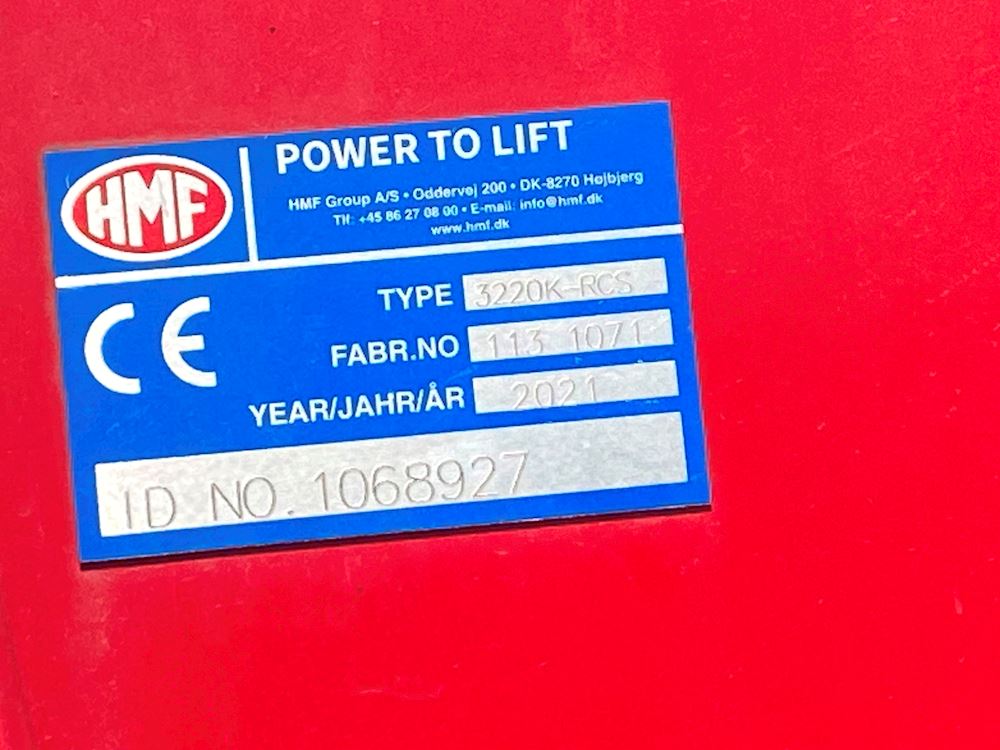 HMF
POWER TO LIFT
HMF Group A/S • Oddervej 200 • DK-8270 Højbjerg
Tlf: +45 86 27 08 00 • E-mail: info@hmf.dk
www.hmf.dk
CE
TYPE 3220K-RCS
FABR.NO 113 1071
YEAR/JAHR/ÅR 2021
ID NO. 1068927